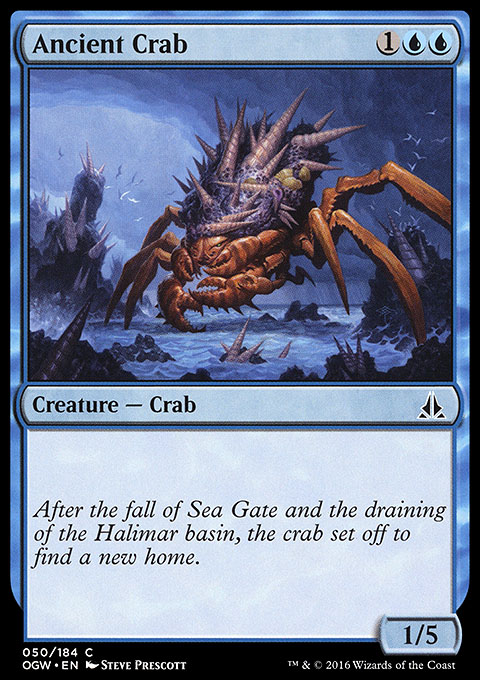 Ancient Crab 1
Creature — Crab
After the fall of Sea Gate and the draining
of the Halimar basin, the crab set off to
find a new home.
1/5
050/184 C
OGW • EN Steve Prescott
™ & © 2016 Wizards of the Coast